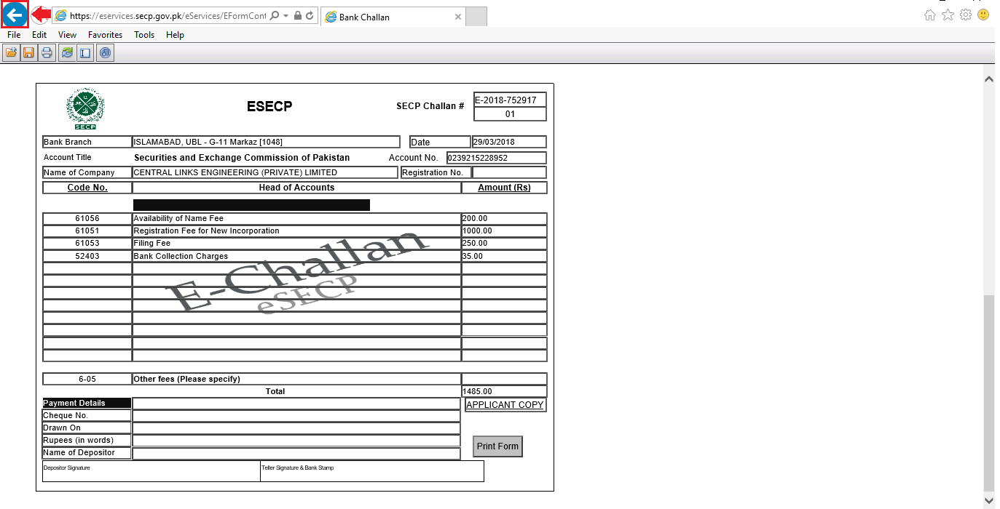 https://eservices.secp.gov.pk/eServices/EFormCont
Bank Challan
File Edit View Favorites Tools Help
SECP
ESECP
SECP Challan #
E-2018-752917
01
Bank Branch ISLAMABAD, UBL - G-11 Markaz [1048] Date 29/03/2018
Account Title Securities and Exchange Commission of Pakistan Account No. 0239215228952
Name of Company CENTRAL LINKS ENGINEERING (PRIVATE) LIMITED Registration No.
Code No. Head of Accounts Amount (Rs)
61056 Availability of Name Fee 200.00
61051 Registration Fee for New Incorporation 1000.00
61053 Filing Fee 250.00
52403 Bank Collection Charges 35.00
E-Challan
eSECP
6-05 Other fees (Please specify)
Total 1485.00
Payment Details APPLICANT COPY
Cheque No.
Drawn On
Rupees (in words) Print Form
Name of Depositor
Depositor Signature Teller Signature & Bank Stamp